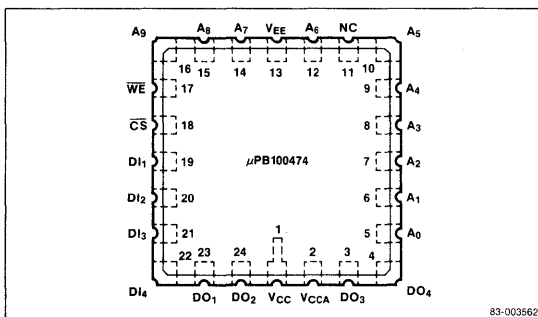 A9 A8 A7 VEE A6 NC A5
16 15 14 13 12 11 10
WE 17 9 A4
CS 18 8 A3
DI1 19 μPB100474 7 A2
DI2 20 6 A1
DI3 21 5 A0
22 23 24 1 2 3 4
DI4 DO1 DO2 VCC VCCA DO3 DO4
83-003562